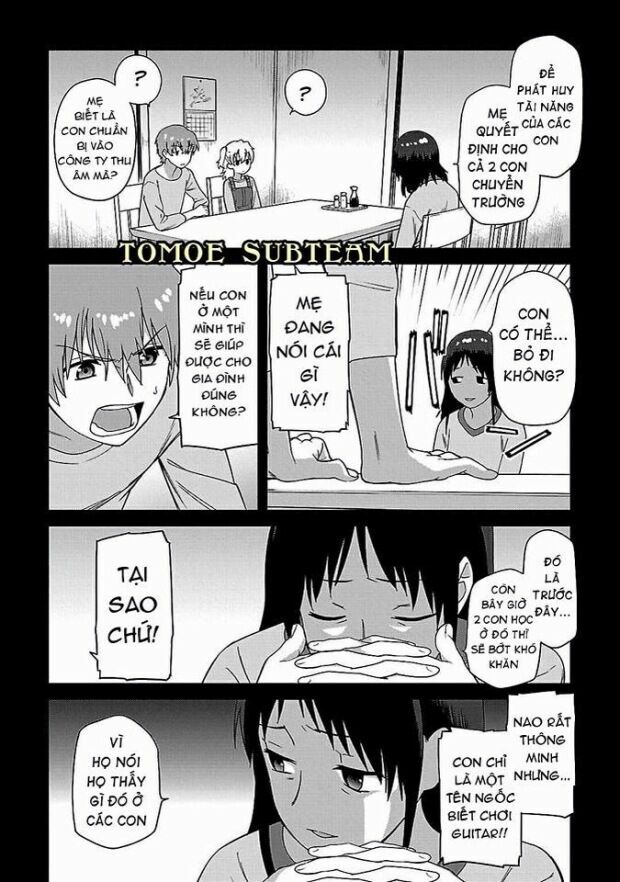 ĐỂ
PHÁT HUY
TÀI NĂNG
CỦA CÁC
CON
MẸ
QUYẾT
ĐỊNH CHO
CẢ 2 CON
CHUYỂN
TRƯỜNG
?
?
MẸ
BIẾT LÀ
CON CHUẨN
BỊ VÀO
CÔNG TY THU
ÂM MÀ?
TOMOE SUBTEAM
CON
CÓ THỂ...
BỎ ĐI
KHÔNG?
MẸ
ĐANG
NÓI CÁI
GÌ
VẬY!
NẾU CON
Ở MỘT
MÌNH THÌ
SẼ GIÚP
ĐƯỢC CHO
GIA ĐÌNH
ĐÚNG
KHÔNG?
ĐÓ
LÀ
TRƯỚC
ĐÂY...
CÒN
BÂY GIỜ
2 CON HỌC
Ở ĐÓ THÌ
SẼ BỚT KHÓ
KHĂN
TẠI
SAO
CHỨ!
NAO RẤT
THÔNG
MINH
NHƯNG...
CON CHỈ
LÀ MỘT
TÊN NGỐC
BIẾT CHƠI
GUITAR!!
VÌ
HỌ NÓI
HỌ THẤY
GÌ ĐÓ Ở
CÁC CON